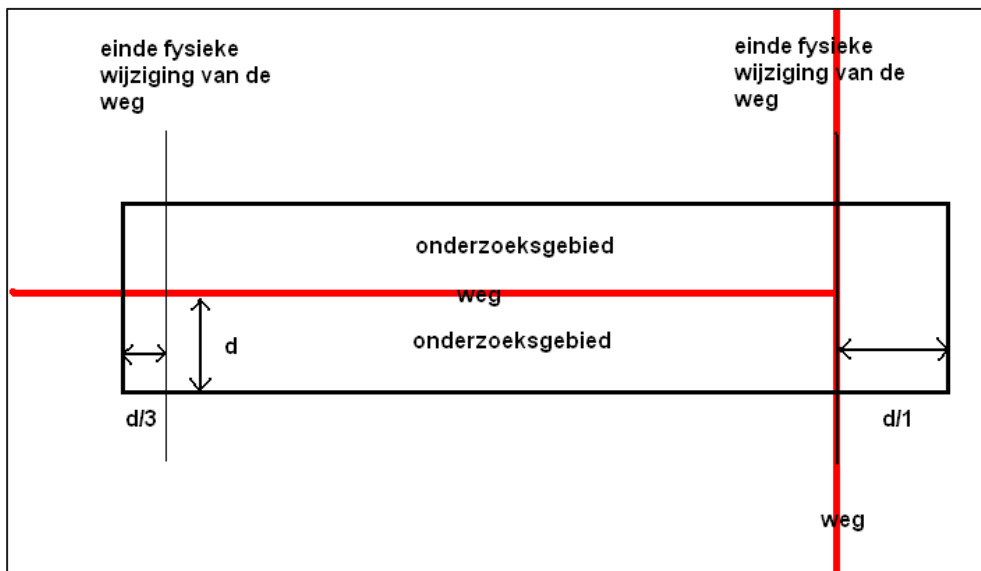 einde fysieke
wijziging van de
weg
einde fysieke
wijziging van de
weg
onderzoeksgebied
weg
onderzoeksgebied
d
d/3
d/1
weg